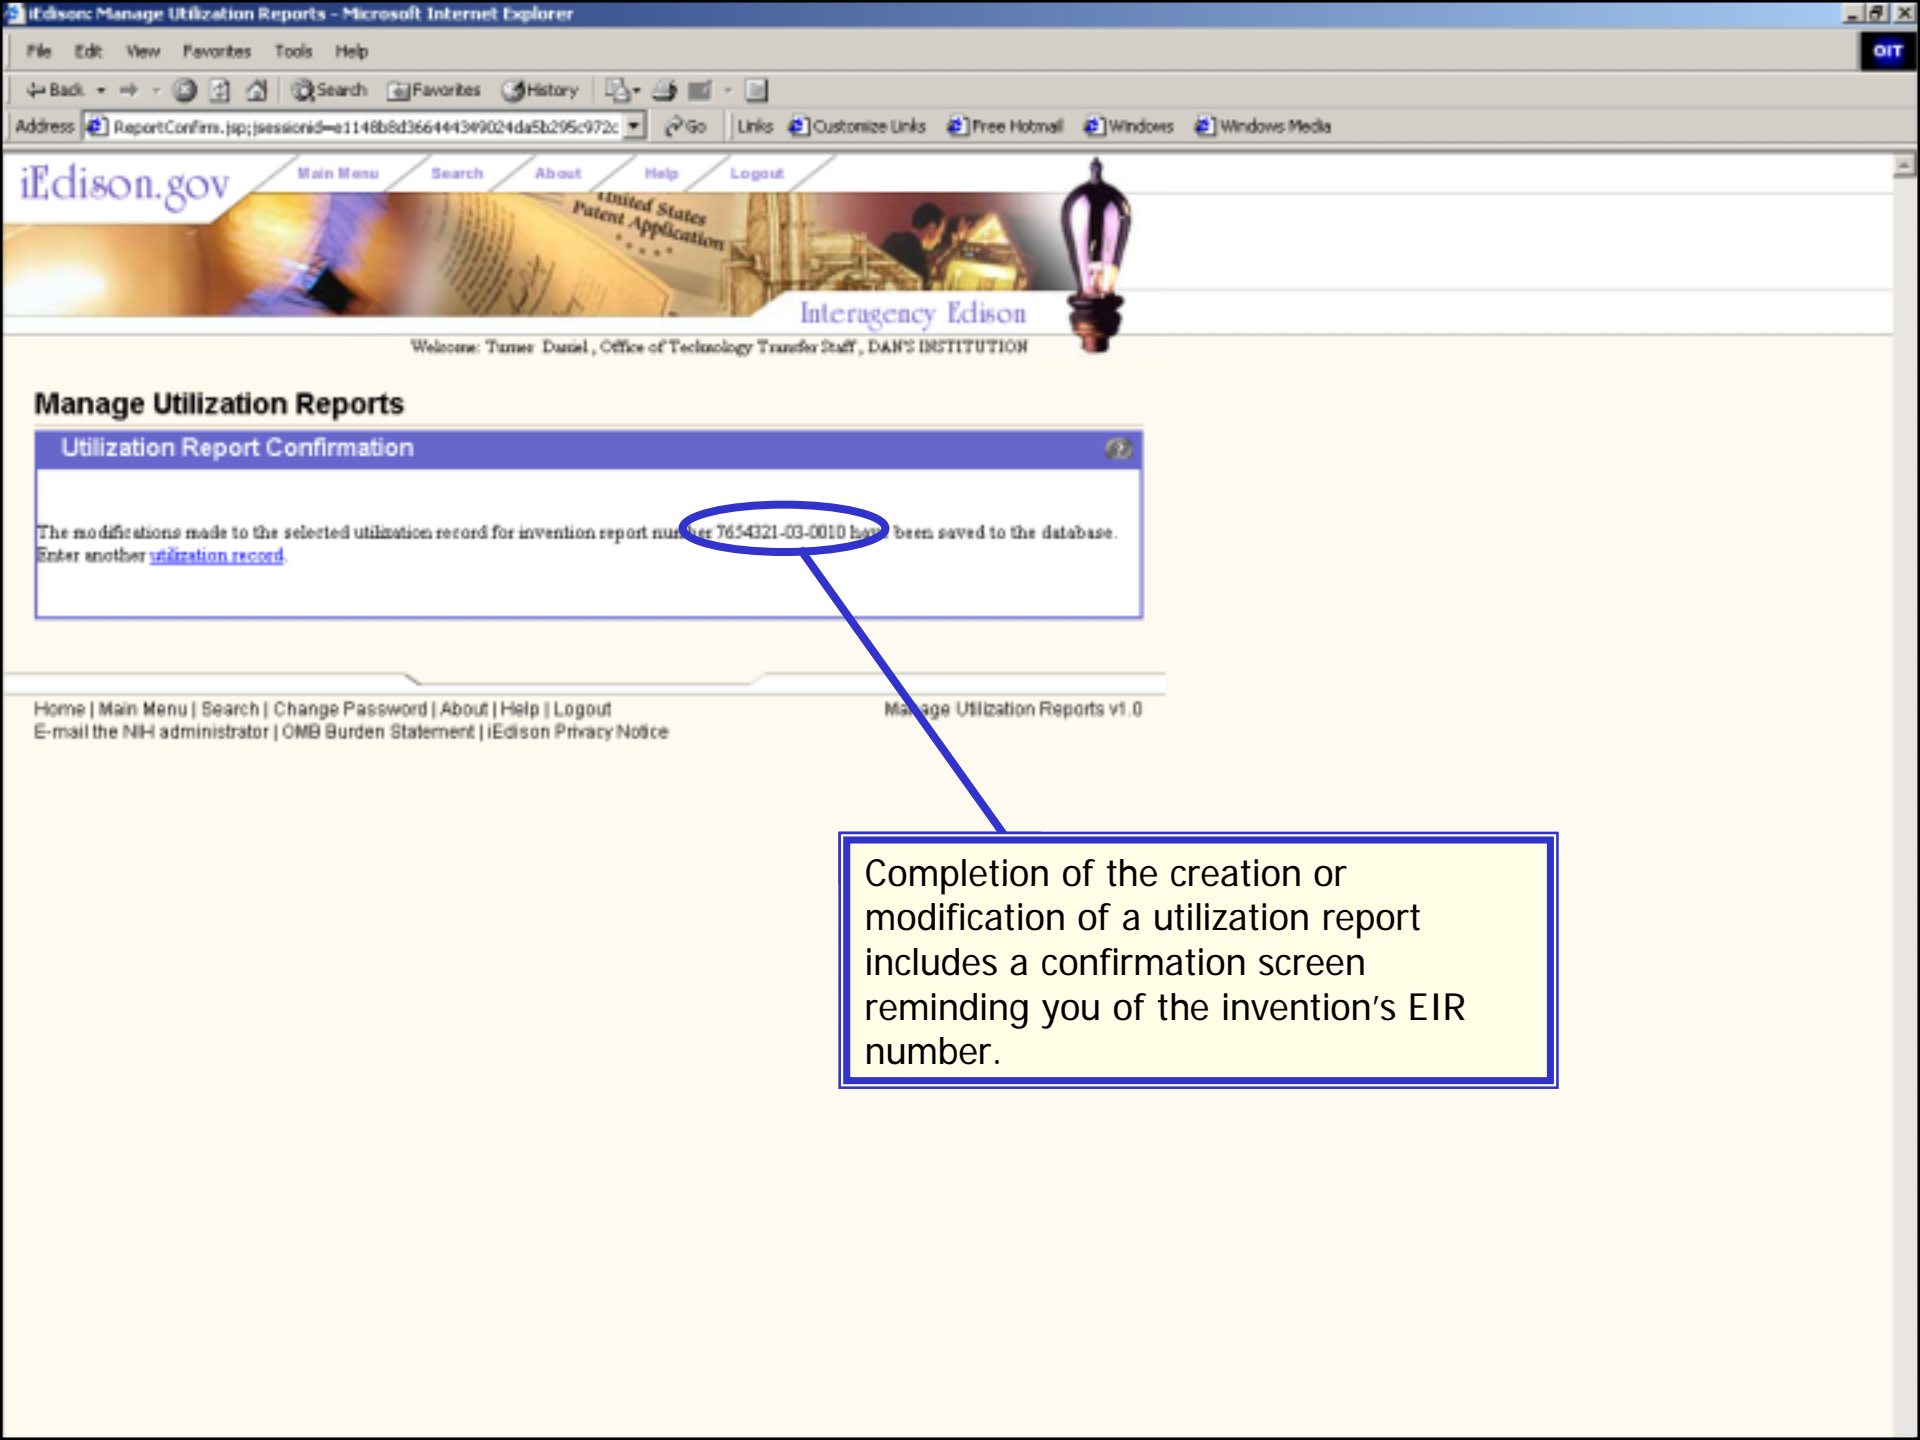 iEdison: Manage Utilization Reports - Microsoft Internet Explorer
File Edit View Favorites Tools Help
OIT
Back Search Favorites History
Address ReportConfirm.jsp;jsessionid=e1148b8d366444349024da5b295c972c Go Links Customize Links Free Hotmail Windows Windows Media
iEdison.gov
Main Menu Search About Help Logout
United States
Patent Application
Interagency Edison
Welcome: Turner Daniel, Office of Technology Transfer Staff, DAN'S INSTITUTION
Manage Utilization Reports
Utilization Report Confirmation
The modifications made to the selected utilization record for invention report number 7654321-03-0010 have been saved to the database.
Enter another utilization record.
Home | Main Menu | Search | Change Password | About | Help | Logout
Manage Utilization Reports v1.0
E-mail the NIH administrator | OMB Burden Statement | iEdison Privacy Notice
Completion of the creation or
modification of a utilization report
includes a confirmation screen
reminding you of the invention's EIR
number.